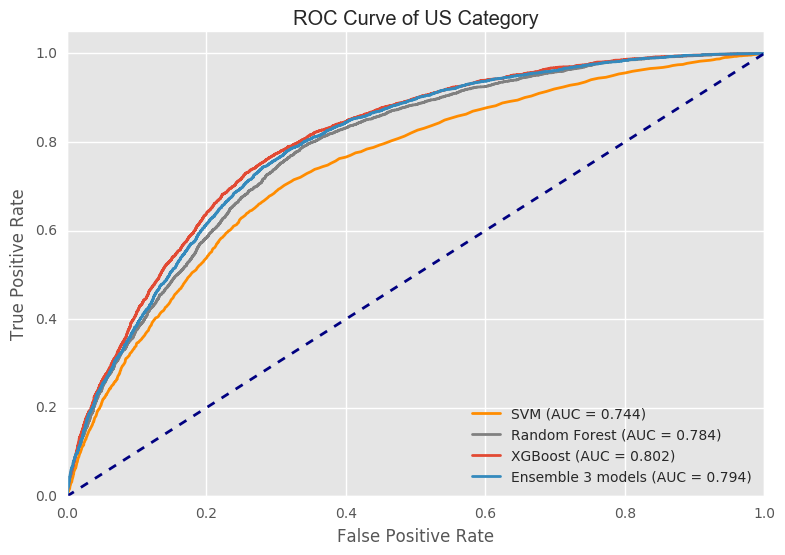 ROC Curve of US Category
True Positive Rate
1.0
0.8
0.6
0.4
0.2
0.0
SVM (AUC = 0.744)
Random Forest (AUC = 0.784)
XGBoost (AUC = 0.802)
Ensemble 3 models (AUC = 0.794)
0.0 0.2 0.4 0.6 0.8 1.0
False Positive Rate